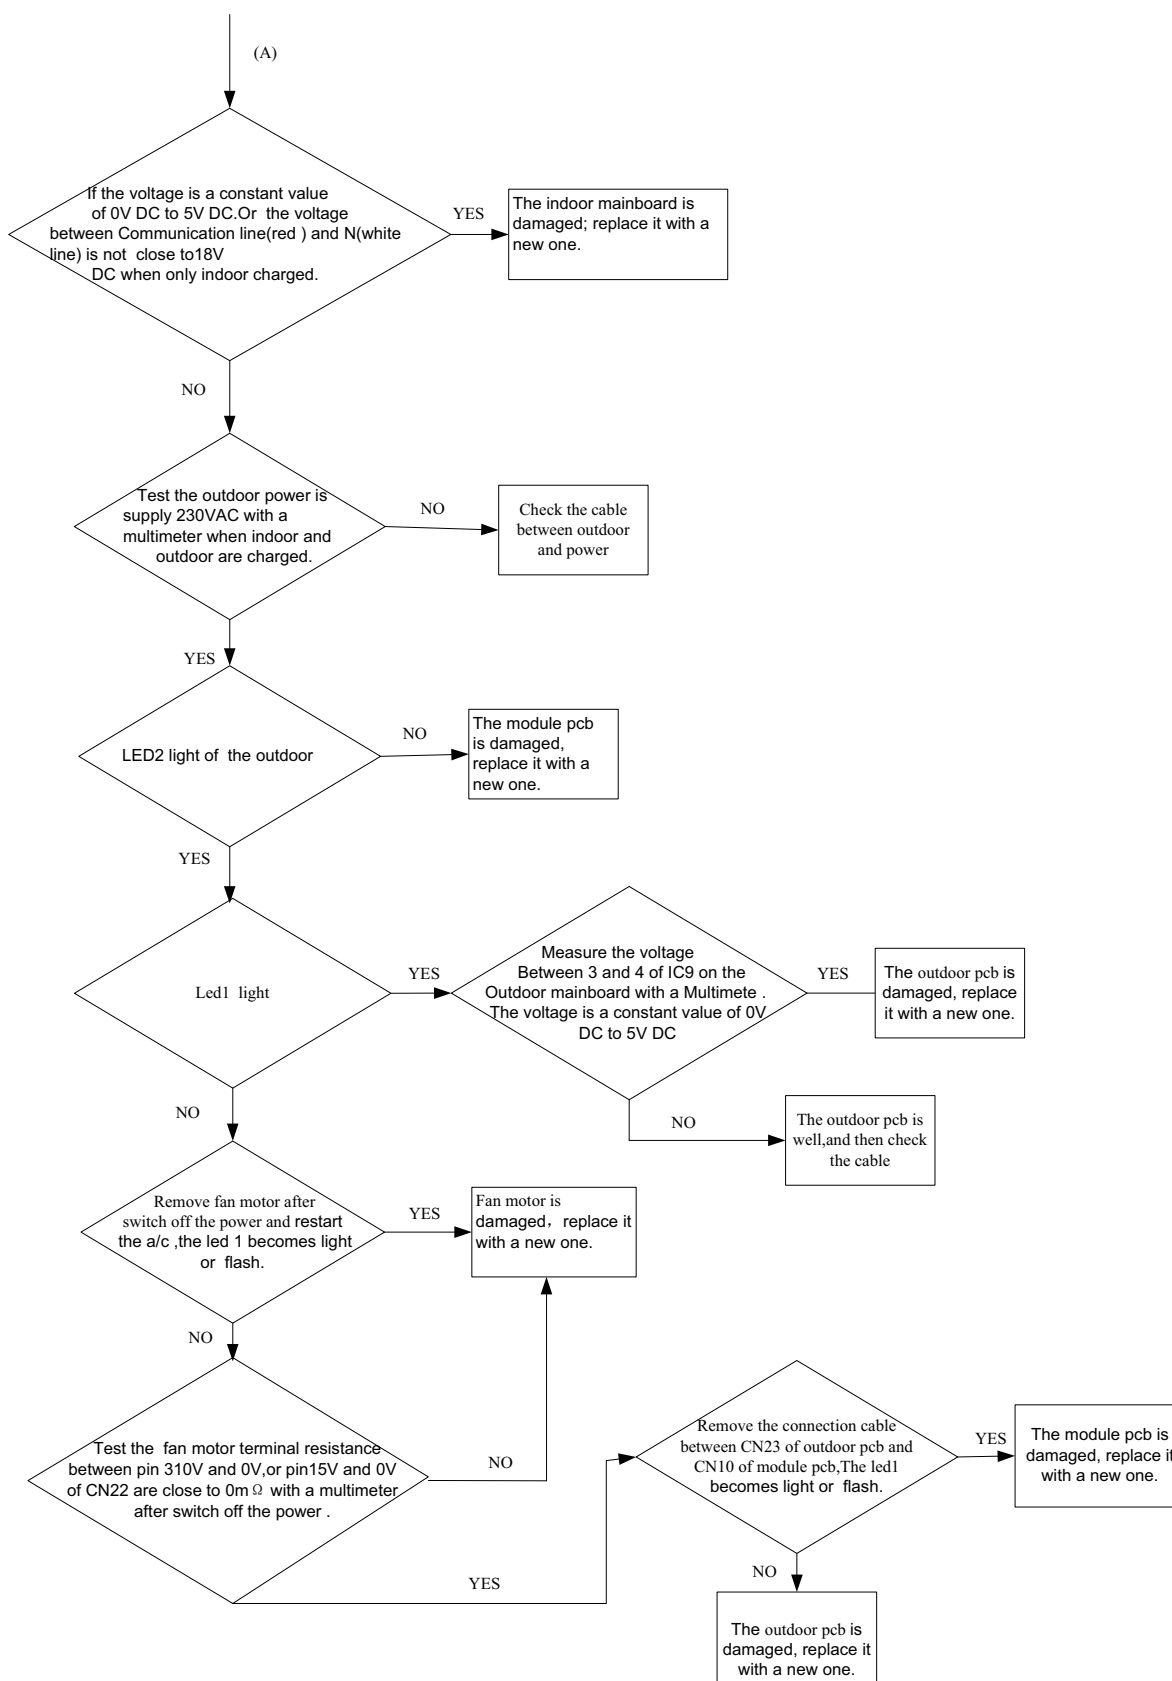 (A)
If the voltage is a constant value
of 0V DC to 5V DC.Or the voltage
between Communication line(red ) and N(white
line) is not close to18V
DC when only indoor charged.
YES
The indoor mainboard is
damaged; replace it with a
new one.
NO
Test the outdoor power is
supply 230VAC with a
multimeter when indoor and
outdoor are charged.
NO
Check the cable
between outdoor
and power
YES
LED2 light of the outdoor
NO
The module pcb
is damaged,
replace it with a
new one.
YES
Led1 light
YES
Measure the voltage
Between 3 and 4 of IC9 on the
Outdoor mainboard with a Multimete .
The voltage is a constant value of 0V
DC to 5V DC
YES
The outdoor pcb is
damaged, replace
it with a new one.
NO
The outdoor pcb is
well,and then check
the cable
NO
Remove fan motor after
switch off the power and restart
the a/c ,the led 1 becomes light
or flash.
YES
Fan motor is
damaged，replace it
with a new one.
NO
Test the fan motor terminal resistance
between pin 310V and 0V,or pin15V and 0V
of CN22 are close to 0mΩ with a multimeter
after switch off the power .
NO
YES
Remove the connection cable
between CN23 of outdoor pcb and
CN10 of module pcb,The led1
becomes light or flash.
YES
The module pcb is
damaged, replace it
with a new one.
NO
The outdoor pcb is
damaged, replace it
with a new one.